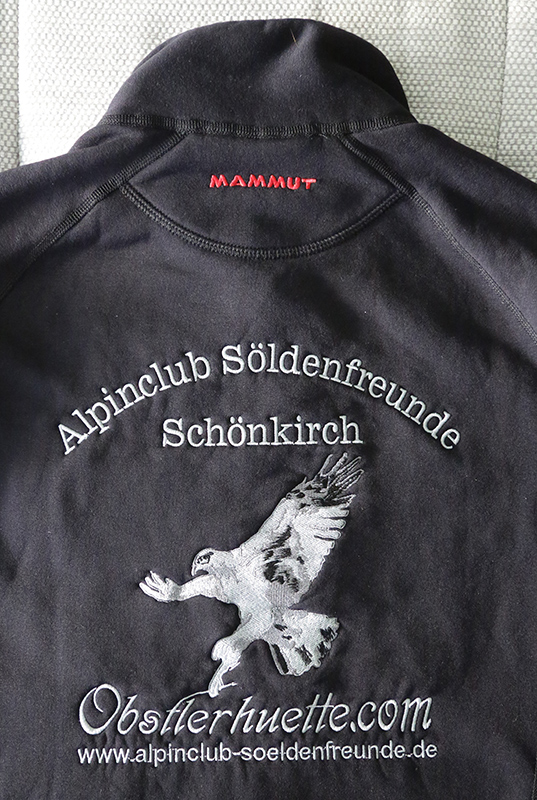 MAMMUT
Alpinclub Söldenfreunde
Schönkirch
Obstlerhuette.com
www.alpinclub-soeldenfreunde.de